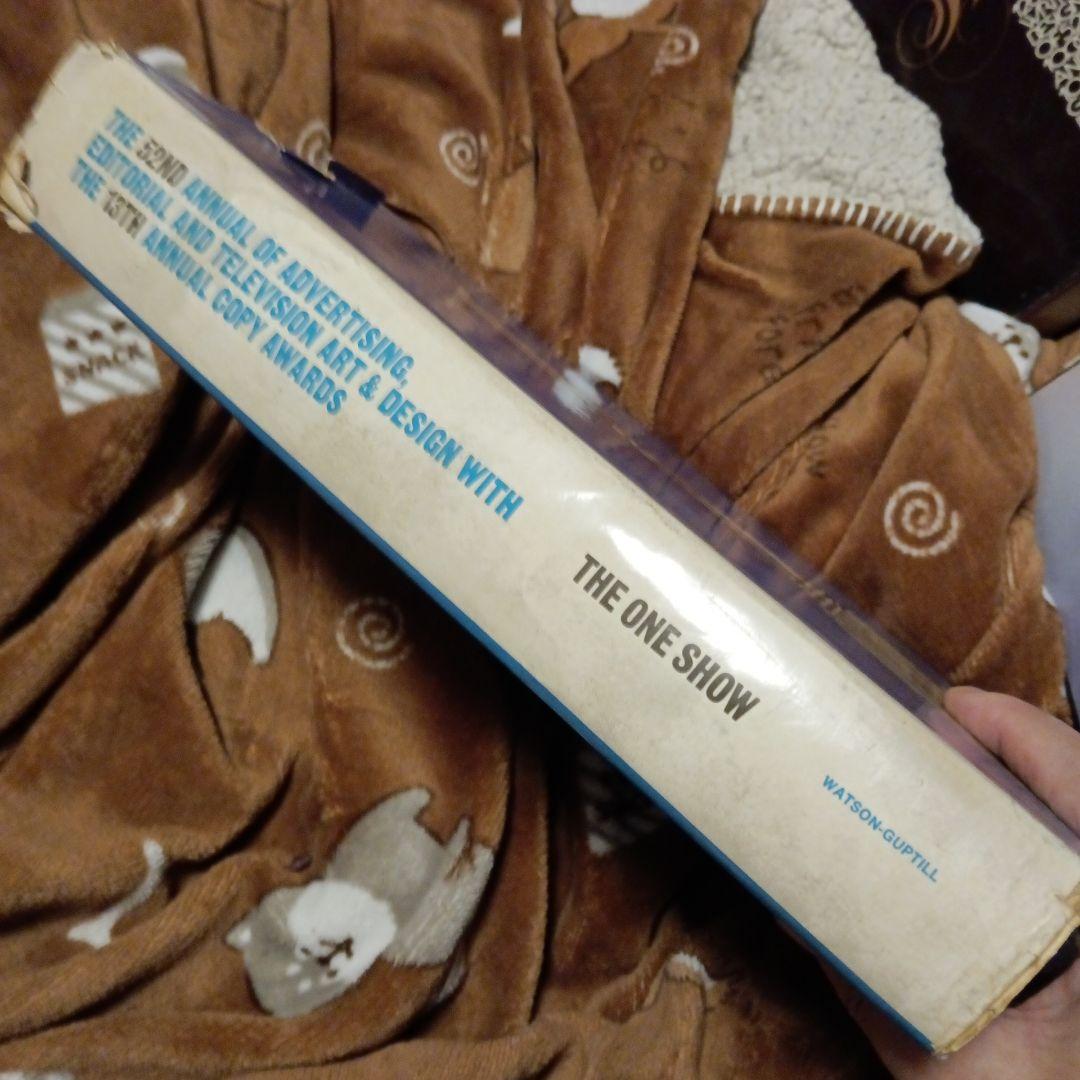 THE 52ND ANNUAL OF ADVERTISING,
EDITORIAL AND TELEVISION ART & DESIGN WITH
THE 13TH ANNUAL COPY AWARDS
THE ONE SHOW
WATSON-GUPTILL
SNACK